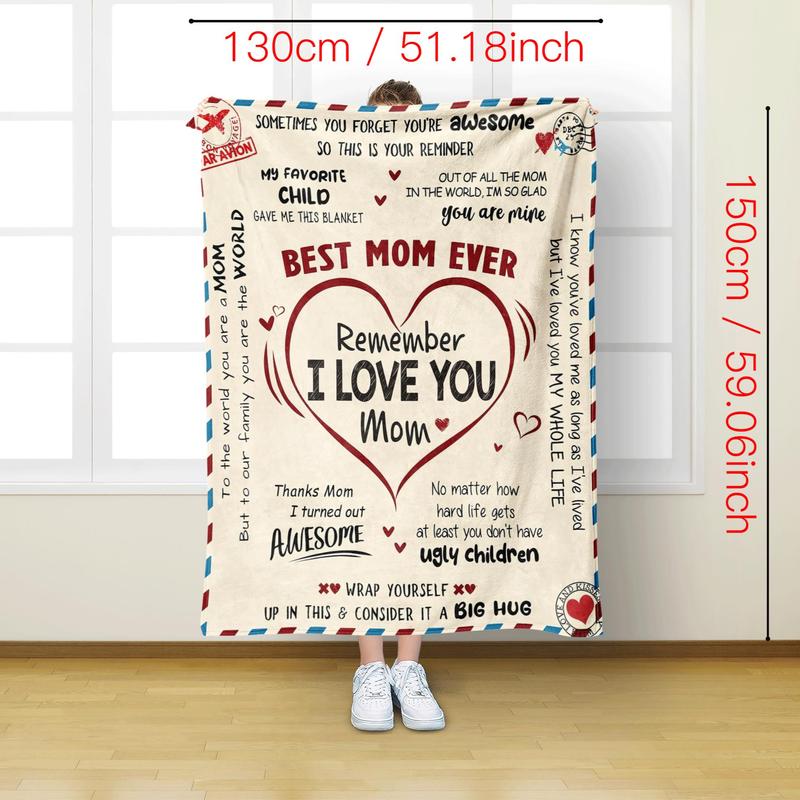 130cm / 51.18inch
SOMETIMES YOU FORGET YOU'RE awesome
SO THIS IS YOUR REMINDER
AR AVION
DEC
MY FAVORITE
CHILD
GAVE ME THIS BLANKET
OUT OF ALL THE MOM
IN THE WORLD, I'M SO GLAD
you are mine
BEST MOM EVER
To the world you are a MOM
But to our family you are the WORLD
Remember
I LOVE YOU
Mom
I know you've loved me as long as I've lived
but I've loved you MY WHOLE LIFE
150cm / 59.06inch
Thanks Mom
I turned out
AWESOME
No matter how
hard life gets
at least you don't have
ugly children
WRAP YOURSELF
UP IN THIS & CONSIDER IT A BIG HUG
LOVE AND KISSES